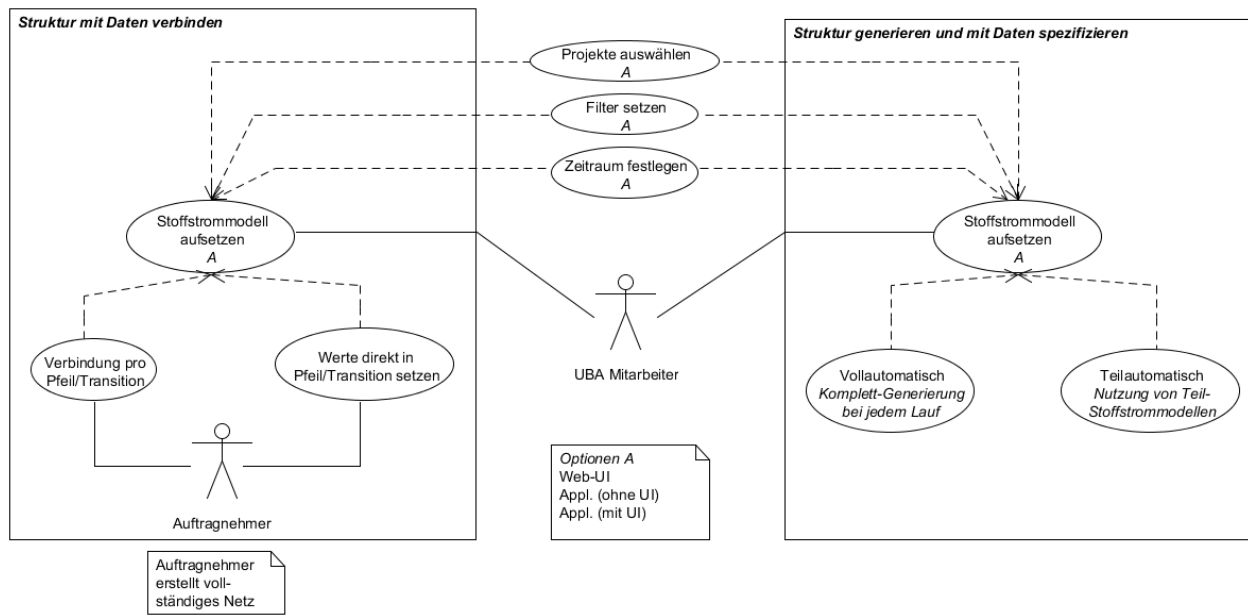 Struktur mit Daten verbinden
Struktur generieren und mit Daten spezifizieren
Projekte auswählen
A
Filter setzen
A
Zeitraum festlegen
A
Stoffstrommodell
aufsetzen
A
Stoffstrommodell
aufsetzen
A
Verbindung pro
Pfeil/Transition
Werte direkt in
Pfeil/Transition setzen
UBA Mitarbeiter
Vollautomatisch
Komplett-Generierung
bei jedem Lauf
Teilautomatisch
Nutzung von Teil-
Stoffstrommodellen
Auftragnehmer
Optionen A
Web-UI
Appl. (ohne UI)
Appl. (mit UI)
Auftragnehmer
erstellt voll-
ständiges Netz